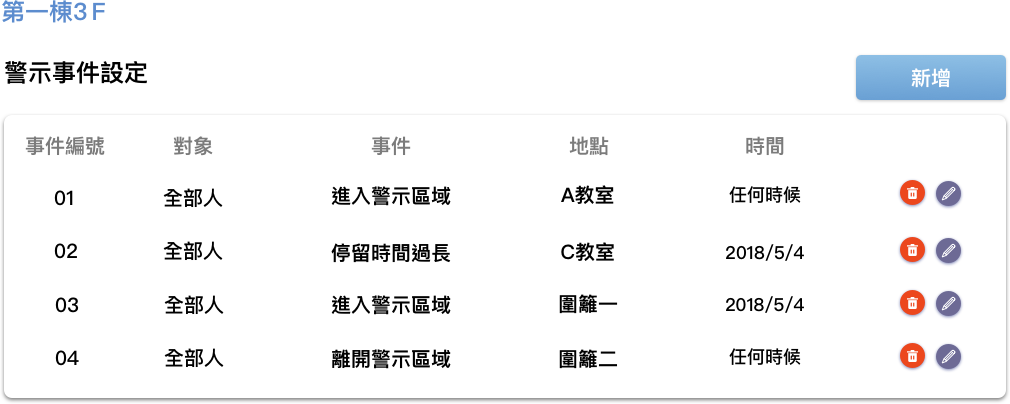 第一棟3F
警示事件設定
新增
事件編號 對象 事件 地點 時間
01 全部人 進入警示區域 A教室 任何時候
02 全部人 停留時間過長 C教室 2018/5/4
03 全部人 進入警示區域 圍籬一 2018/5/4
04 全部人 離開警示區域 圍籬二 任何時候